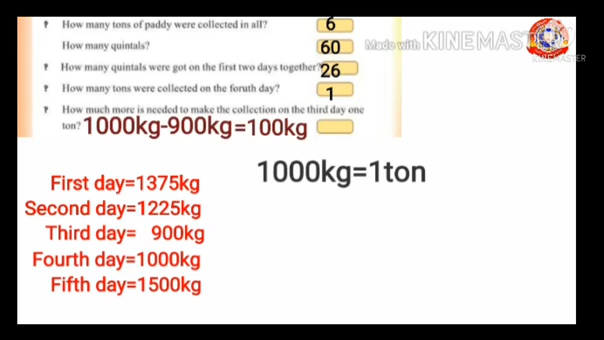 ? How many tons of paddy were collected in all? 6
How many quintals? 60
Made with KINEMASTER
KINEMASTER
? How many quintals were got on the first two days together? 26
? How many tons were collected on the foruth day? 1
? How much more is needed to make the collection on the third day one
ton? 1000kg-900kg=100kg
1000kg=1ton
First day=1375kg
Second day=1225kg
Third day= 900kg
Fourth day=1000kg
Fifth day=1500kg